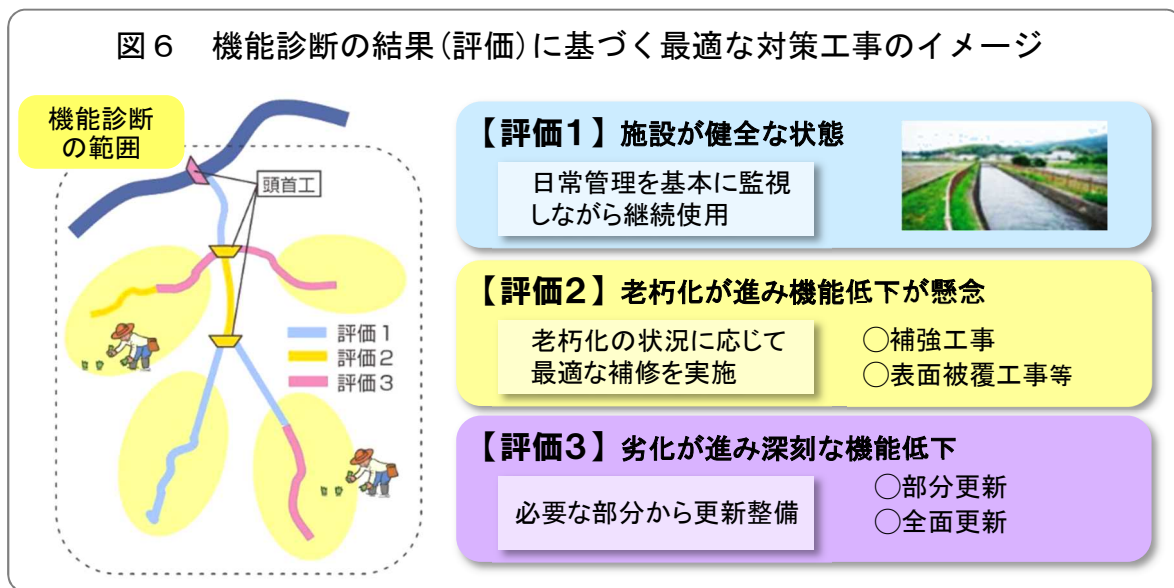 図６　機能診断の結果（評価）に基づく最適な対策工事のイメージ
機能診断
の範囲
頭首工
評価１
評価２
評価３
【評価１】施設が健全な状態
日常管理を基本に監視
しながら継続使用
【評価２】老朽化が進み機能低下が懸念
老朽化の状況に応じて
最適な補修を実施
○補強工事
○表面被覆工事等
【評価３】劣化が進み深刻な機能低下
必要な部分から更新整備
○部分更新
○全面更新